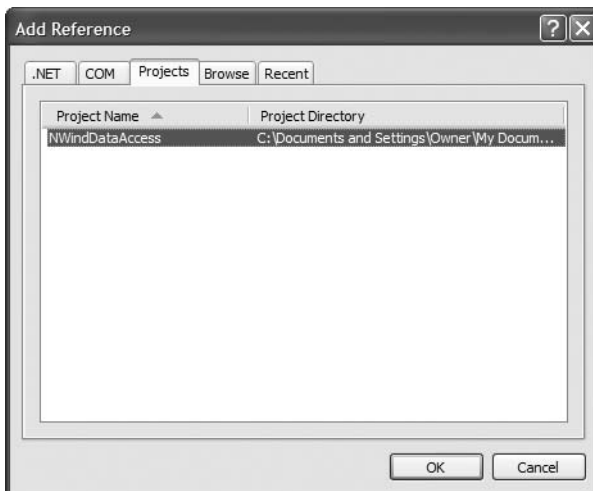 Add Reference
.NET COM Projects Browse Recent
Project Name Project Directory
NWindDataAccess C:\Documents and Settings\Owner\My Docum...
OK Cancel